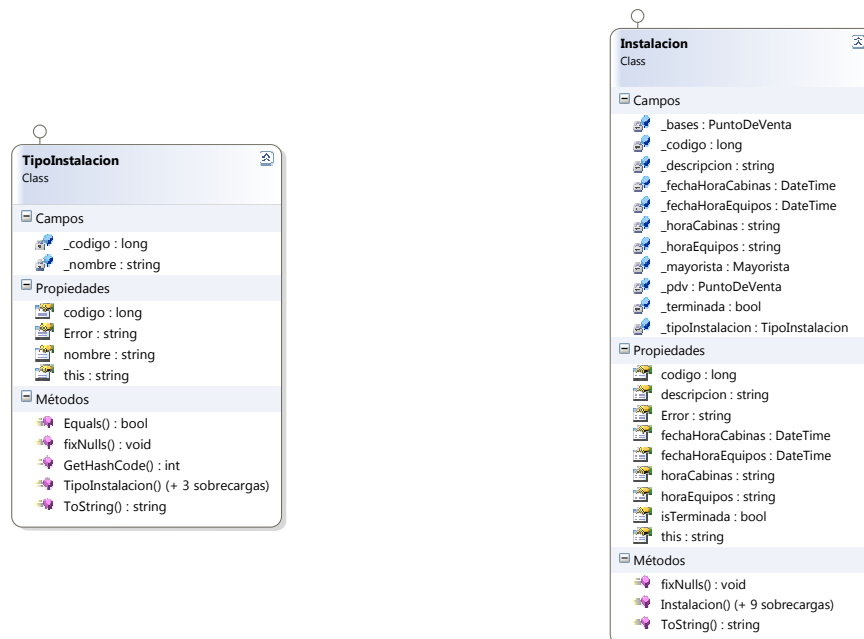 TipoInstalacion
Class
Campos
_codigo : long
_nombre : string
Propiedades
codigo : long
Error : string
nombre : string
this : string
Métodos
Equals() : bool
fixNulls() : void
GetHashCode() : int
TipoInstalacion() (+ 3 sobrecargas)
ToString() : string
Instalacion
Class
Campos
_bases : PuntoDeVenta
_codigo : long
_descripcion : string
_fechaHoraCabinas : DateTime
_fechaHoraEquipos : DateTime
_horaCabinas : string
_horaEquipos : string
_mayorista : Mayorista
_pdv : PuntoDeVenta
_terminada : bool
_tipoInstalacion : TipoInstalacion
Propiedades
codigo : long
descripcion : string
Error : string
fechaHoraCabinas : DateTime
fechaHoraEquipos : DateTime
horaCabinas : string
horaEquipos : string
isTerminada : bool
this : string
Métodos
fixNulls() : void
Instalacion() (+ 9 sobrecargas)
ToString() : string